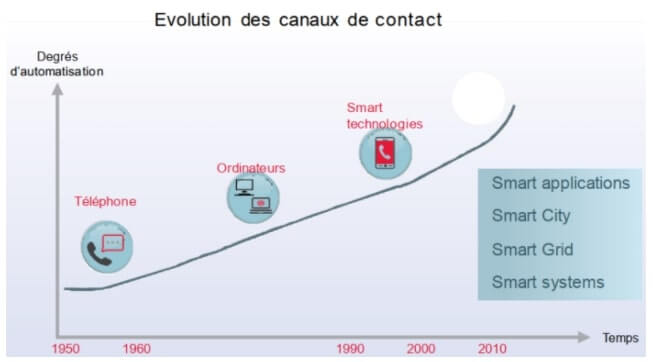 Evolution des canaux de contact
Degrés
d'automatisation
Smart
technologies
Ordinateurs
Téléphone
Smart applications
Smart City
Smart Grid
Smart systems
Temps
1950
1960
1990
2000
2010